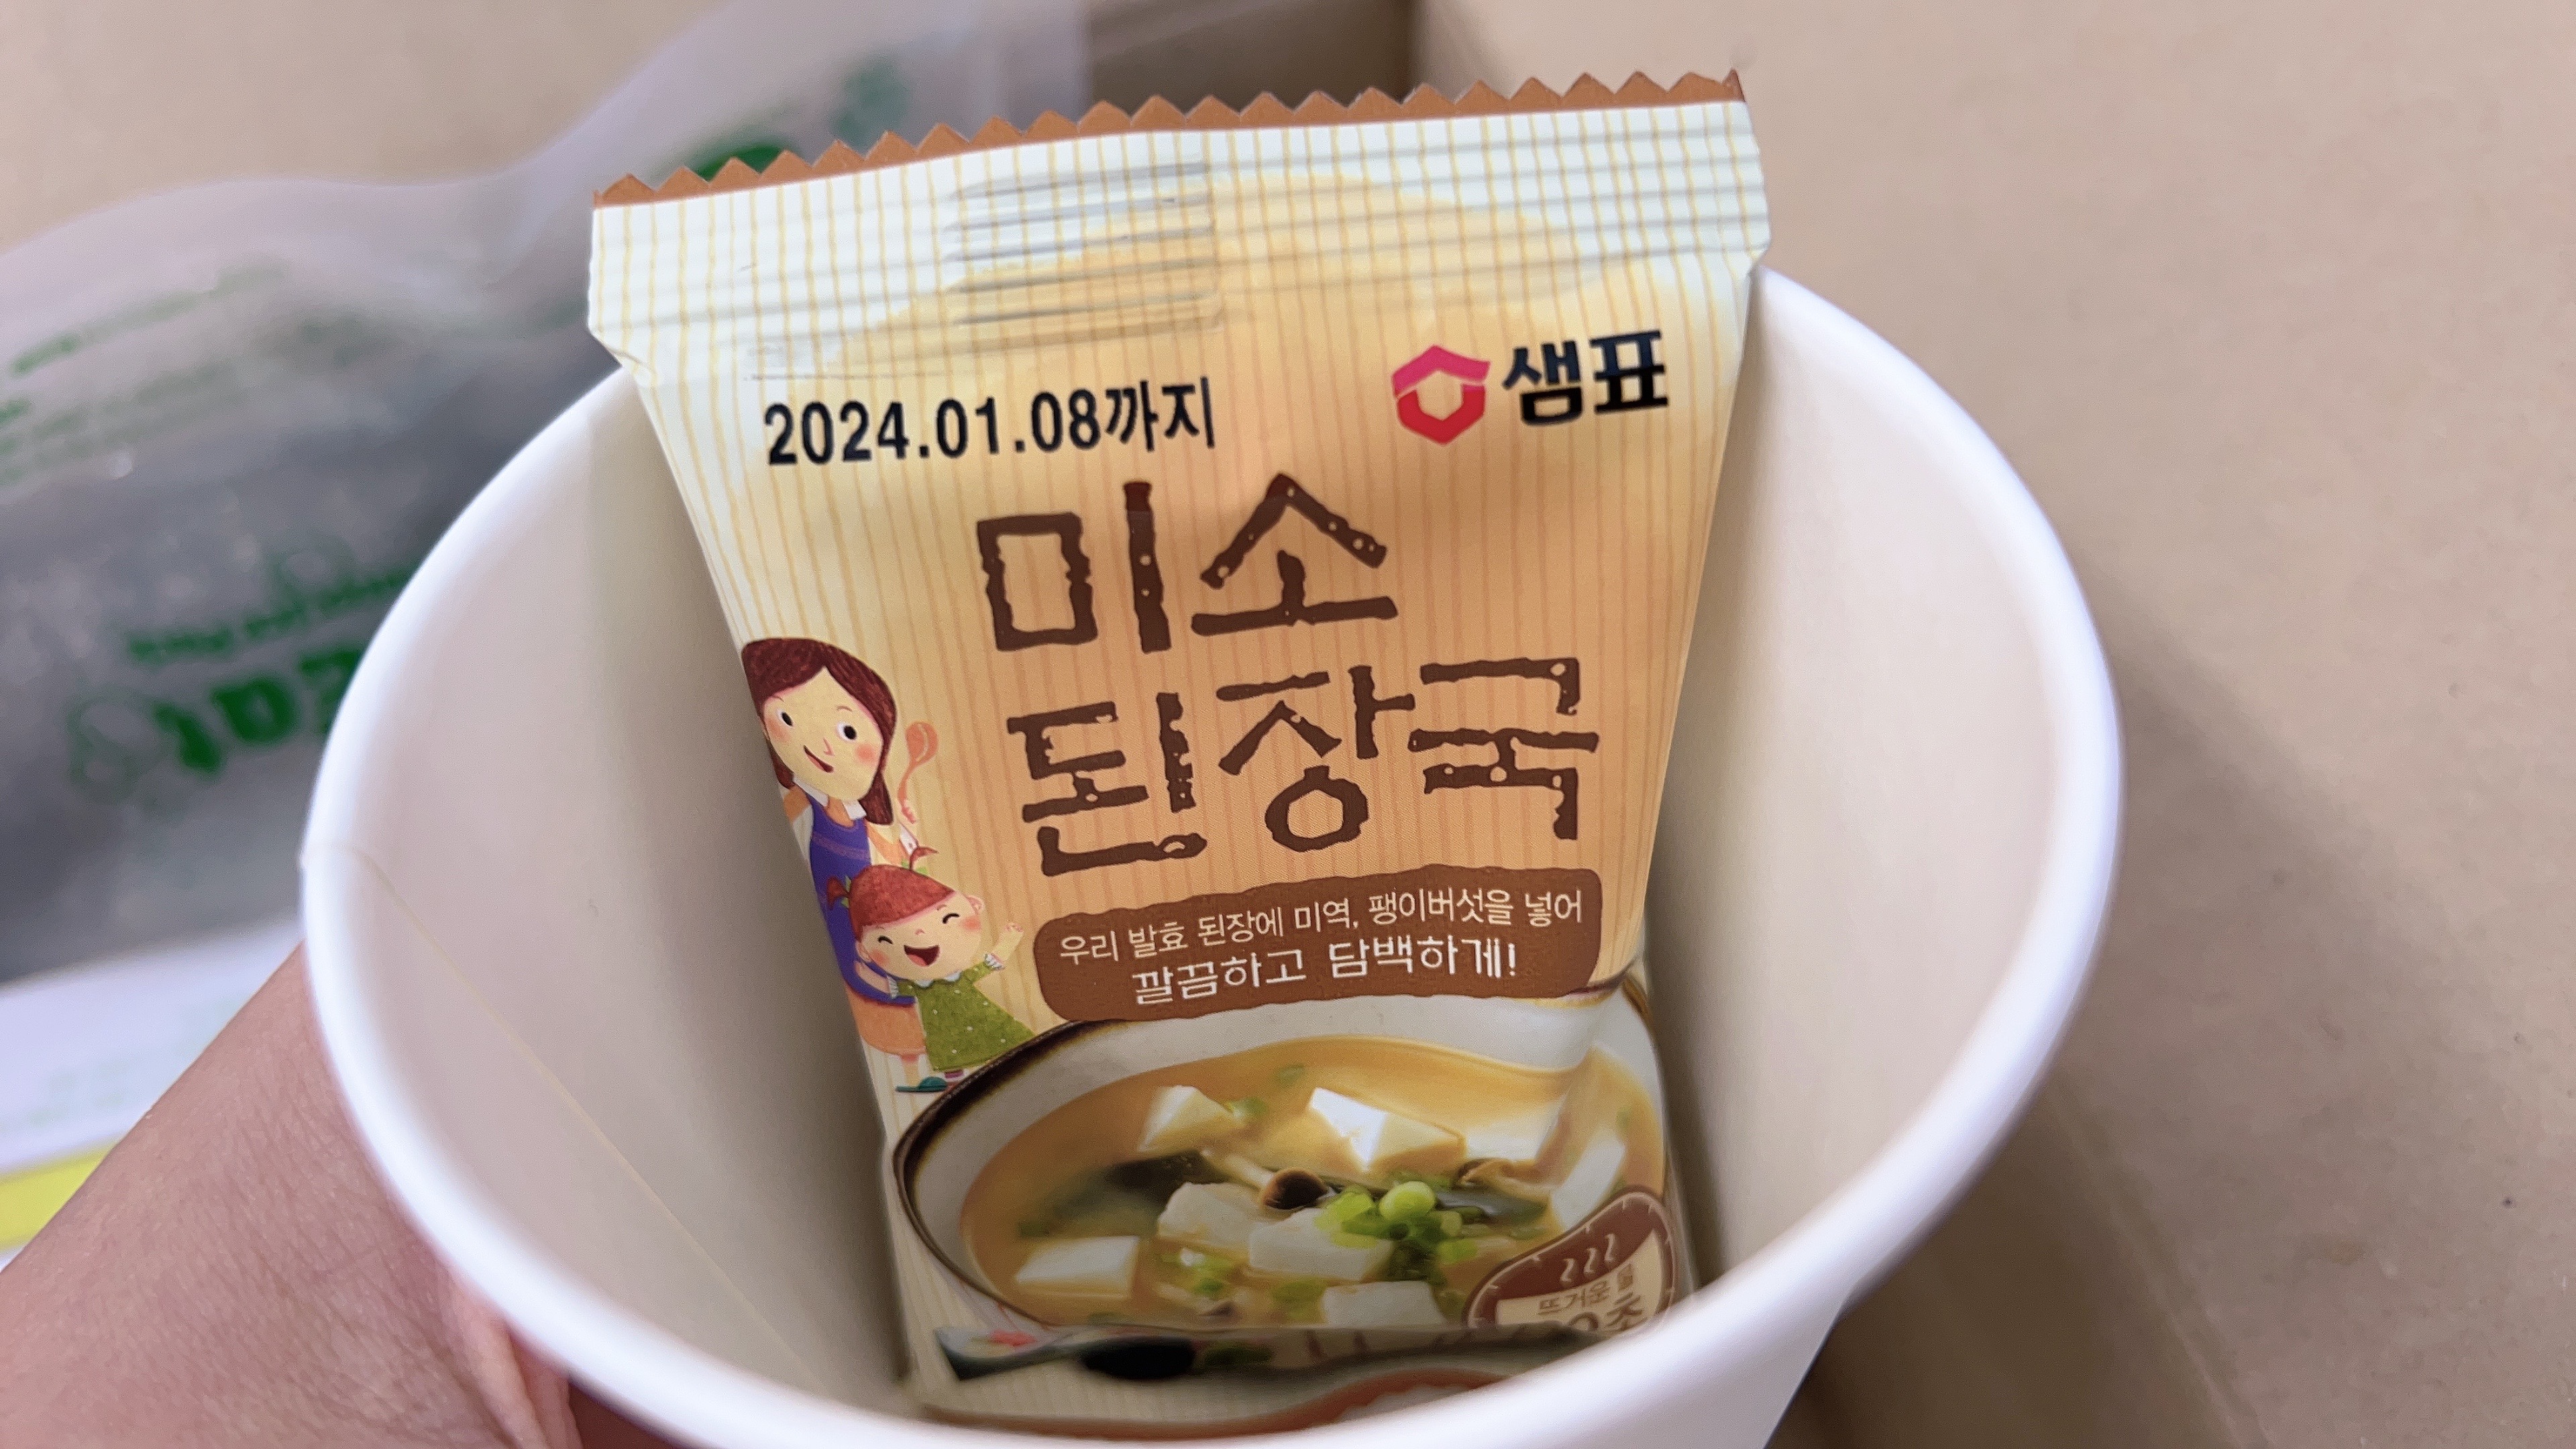 2024.01.08까지
샘표
미소
된장국
우리 발효 된장에 미역, 팽이버섯을 넣어
깔끔하고 담백하게!
뜨거운 물